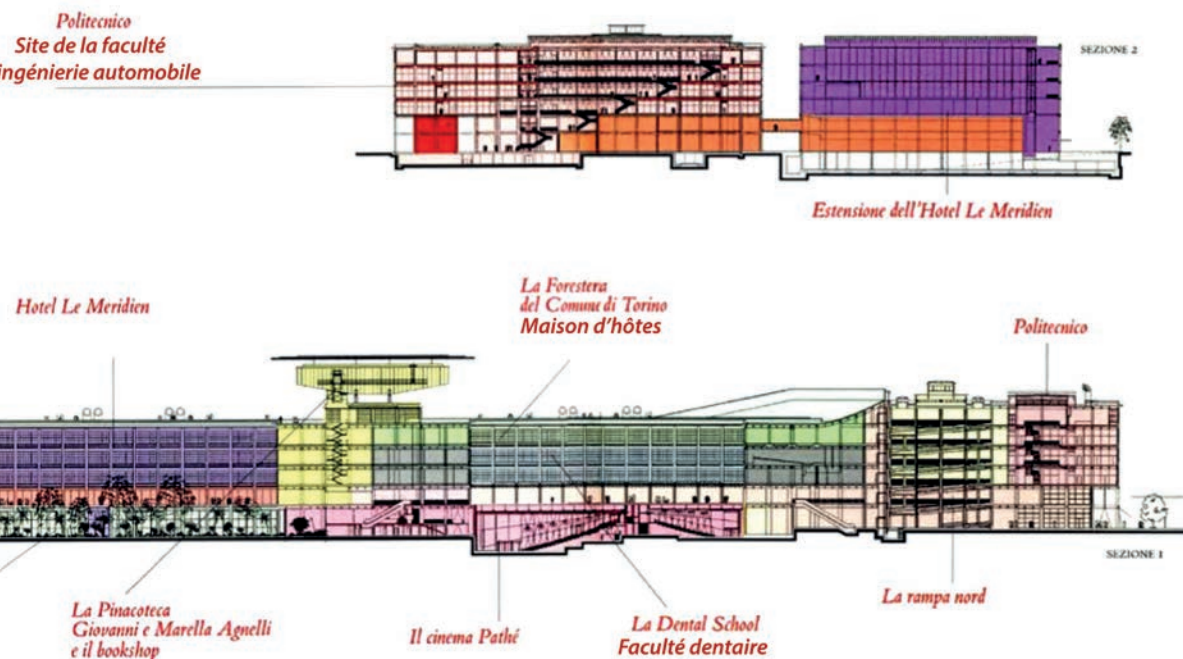 Politecnico
Site de la faculté
ingénierie automobile
SEZIONE 2
Estensione dell'Hotel Le Meridien
Hotel Le Meridien
La Forestera
del Comune di Torino
Maison d'hôtes
Politecnico
SEZIONE 1
La rampa nord
La Pinacoteca
Giovanni e Marella Agnelli
e il bookshop
Il cinema Pathé
La Dental School
Faculté dentaire